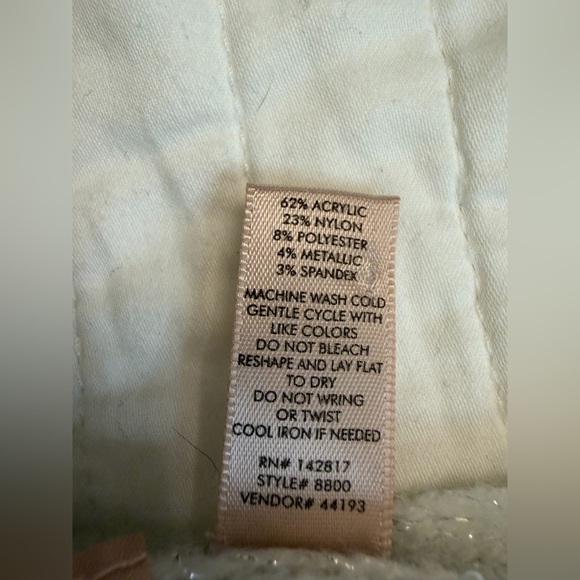 62% ACRYLIC
23% NYLON
8% POLYESTER
4% METALLIC
3% SPANDEX
MACHINE WASH COLD
GENTLE CYCLE WITH
LIKE COLORS
DO NOT BLEACH
RESHAPE AND LAY FLAT
TO DRY
DO NOT WRING
OR TWIST
COOL IRON IF NEEDED
RN# 142817
STYLE# 8800
VENDOR# 44193